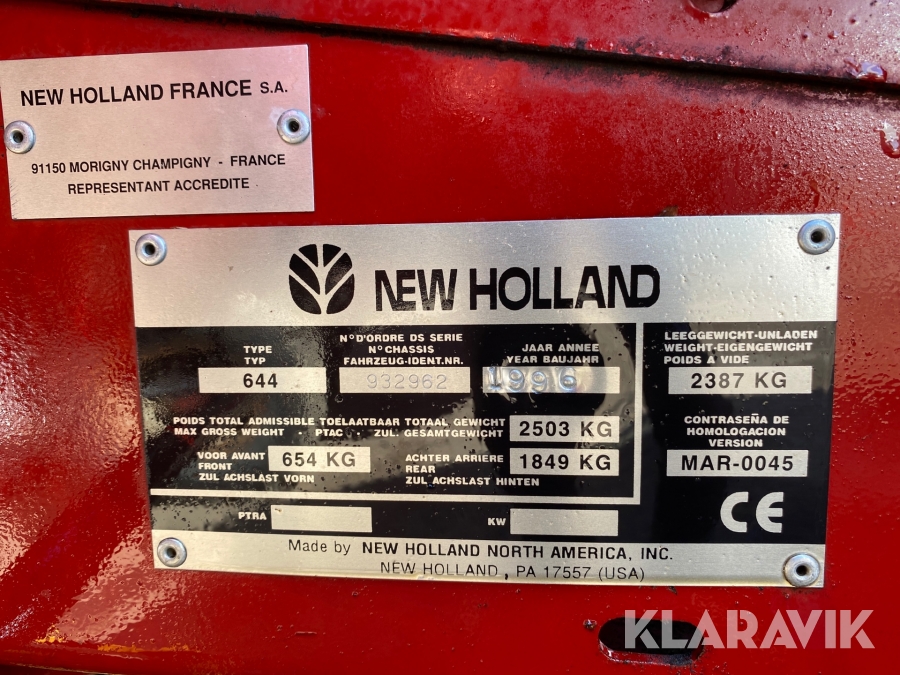 NEW HOLLAND FRANCE S.A.
91150 MORIGNY CHAMPIGNY - FRANCE
REPRESENTANT ACCREDITE
NEW HOLLAND
TYPE
TYP
644
N° D'ORDRE DS SERIE
N° CHASSIS
FAHRZEUG-IDENT.NR.
932962
JAAR ANNEE
YEAR BAUJAHR
1996
LEEGGEWICHT-UNLADEN
WEIGHT-EIGENGEWICHT
POIDS A VIDE
2387 KG
POIDS TOTAL ADMISSIBLE TOELAATBAAR TOTAAL GEWICHT
MAX GROSS WEIGHT - PTAC - ZUL. GESAMTGEWICHT
2503 KG
VOOR AVANT
FRONT
ZUL ACHSLAST VORN
654 KG
ACHTER ARRIERE
REAR
ZUL ACHSLAST HINTEN
1849 KG
CONTRASEÑA DE
HOMOLOGACION
VERSION
MAR-0045
PTRA
KW
CE
Made by NEW HOLLAND NORTH AMERICA, INC.
NEW HOLLAND, PA 17557 (USA)
KLARAVIK